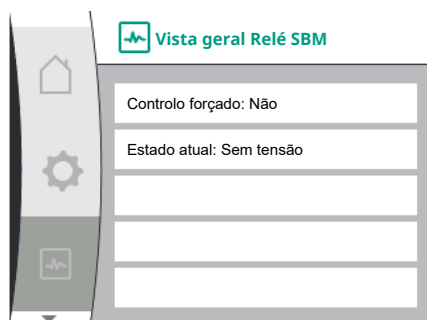 Vista geral Relé SBM
Controlo forçado: Não
Estado atual: Sem tensão